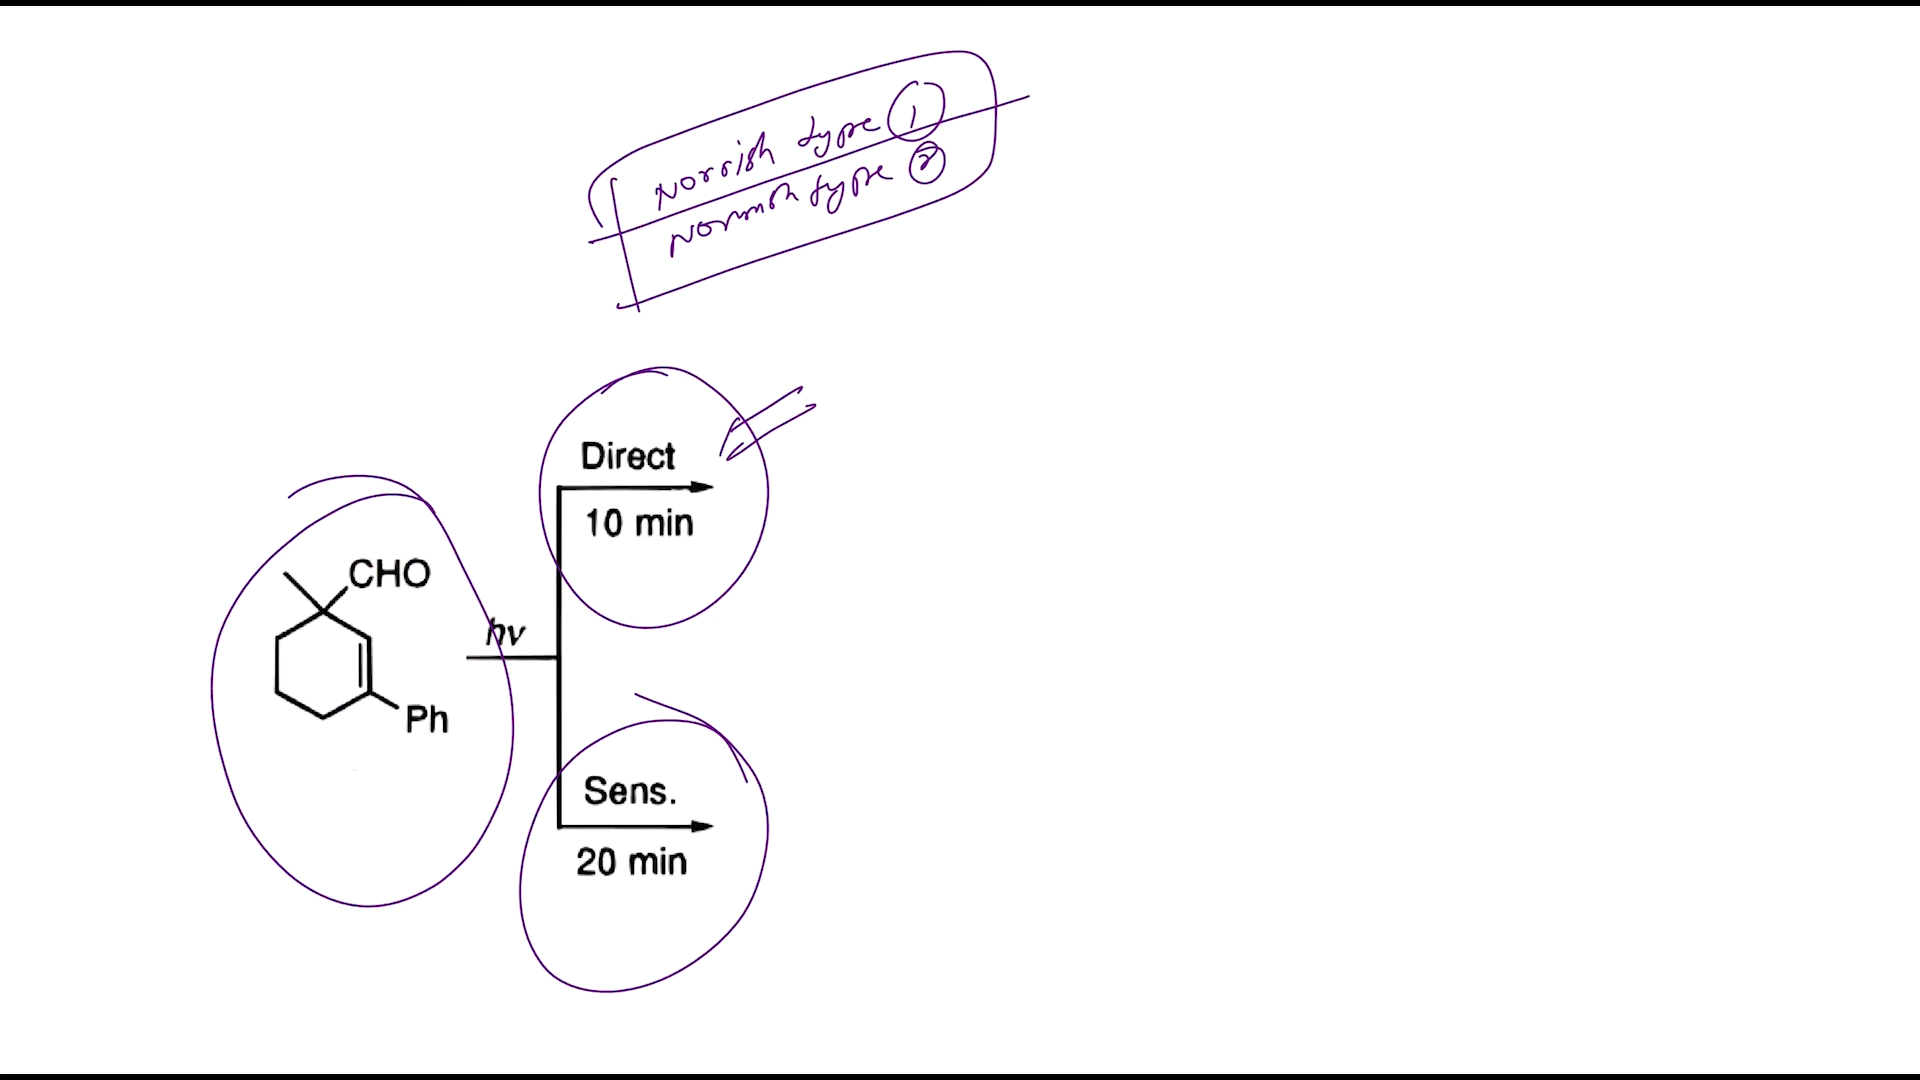 Norrish type 1
Norrish type 2
Direct
10 min
CHO
hν
Ph
Sens.
20 min